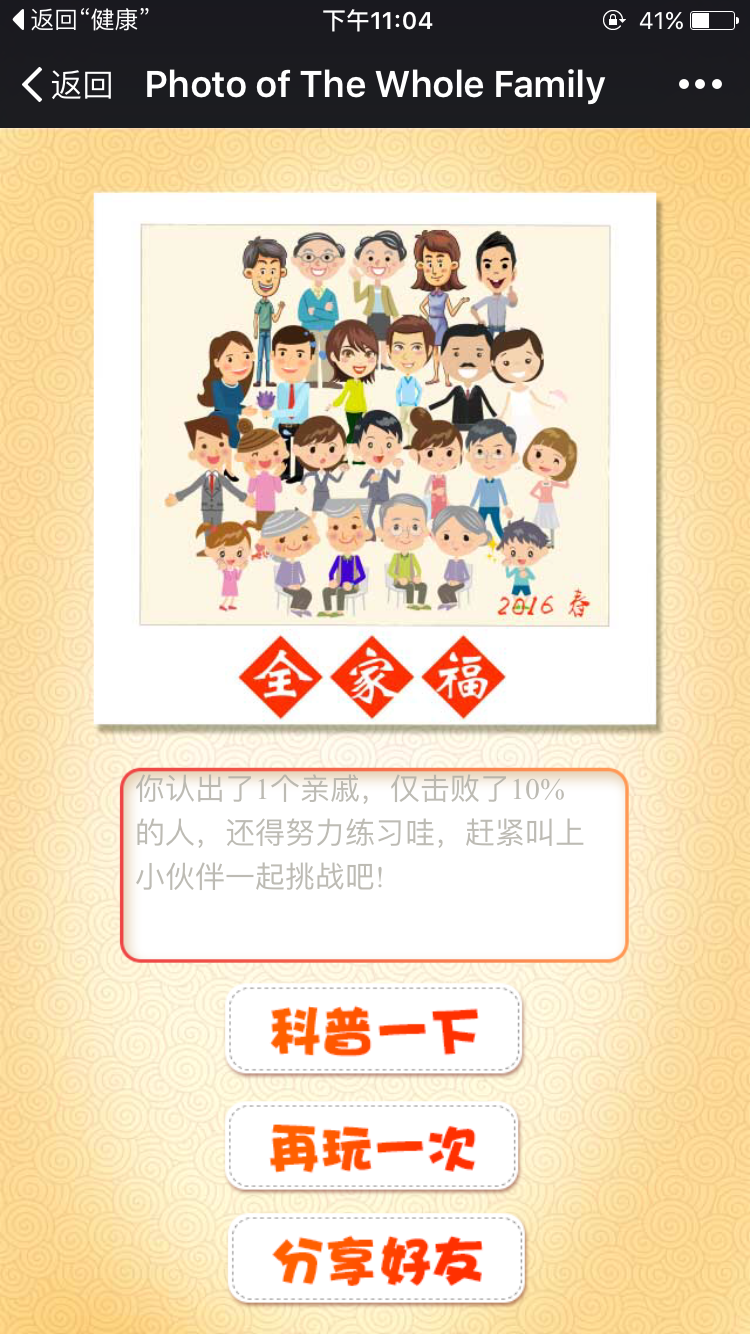 返回“健康”
下午11:04
41%
返回
Photo of The Whole Family
2016 春
全家福
你认出了1个亲戚，仅击败了10%
的人，还得努力练习哇，赶紧叫上
小伙伴一起挑战吧!
科普一下
再玩一次
分享好友